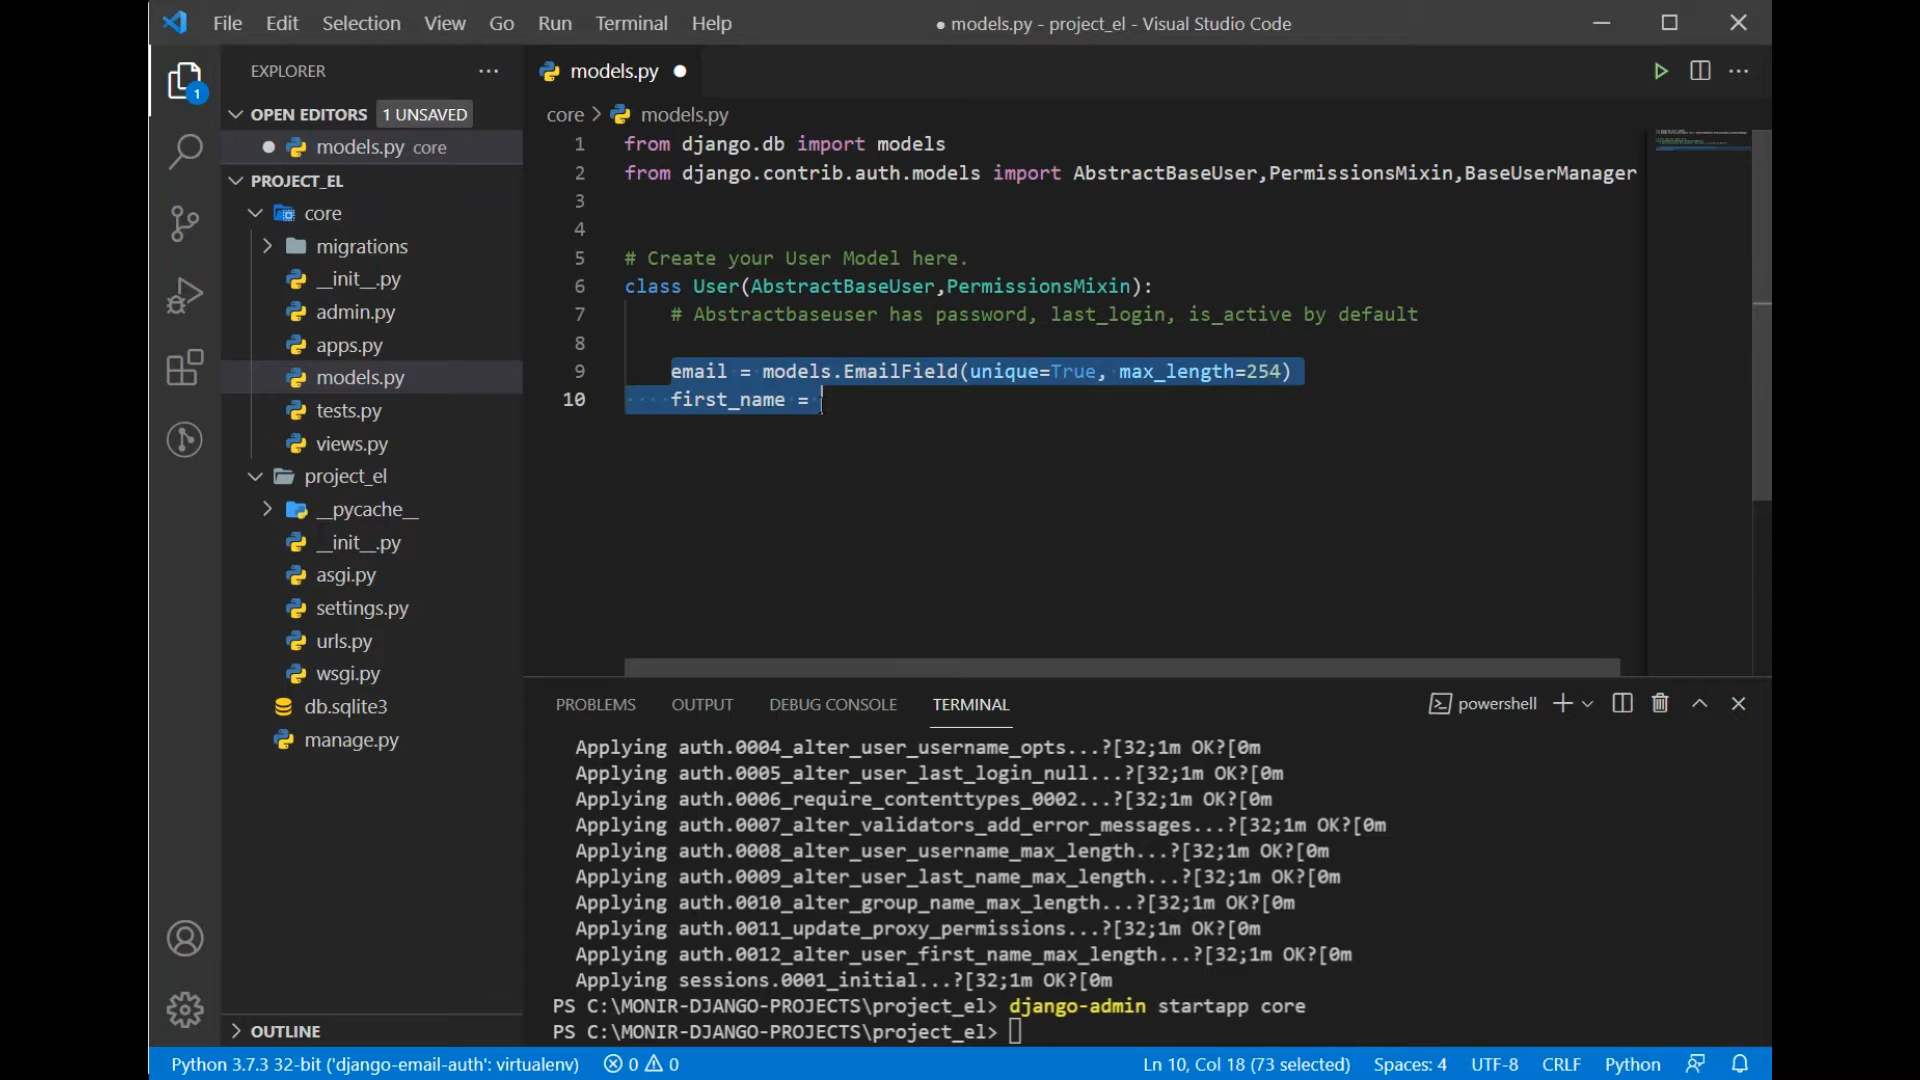 File Edit Selection View Go Run Terminal Help
● models.py - project_el - Visual Studio Code
EXPLORER
1
OPEN EDITORS 1 UNSAVED
models.py core
PROJECT_EL
core
migrations
__init__.py
admin.py
apps.py
models.py
tests.py
views.py
project_el
__pycache__
__init__.py
asgi.py
settings.py
urls.py
wsgi.py
db.sqlite3
manage.py
OUTLINE
models.py
core > models.py
1 from django.db import models
2 from django.contrib.auth.models import AbstractBaseUser,PermissionsMixin,BaseUserManager
3
4
5 # Create your User Model here.
6 class User(AbstractBaseUser,PermissionsMixin):
7 # Abstractbaseuser has password, last_login, is_active by default
8
9 email = models.EmailField(unique=True, max_length=254)
10 first_name =
PROBLEMS OUTPUT DEBUG CONSOLE TERMINAL
powershell
Applying auth.0004_alter_user_username_opts...?[32;1m OK?[0m
Applying auth.0005_alter_user_last_login_null...?[32;1m OK?[0m
Applying auth.0006_require_contenttypes_0002...?[32;1m OK?[0m
Applying auth.0007_alter_validators_add_error_messages...?[32;1m OK?[0m
Applying auth.0008_alter_user_username_max_length...?[32;1m OK?[0m
Applying auth.0009_alter_user_last_name_max_length...?[32;1m OK?[0m
Applying auth.0010_alter_group_name_max_length...?[32;1m OK?[0m
Applying auth.0011_update_proxy_permissions...?[32;1m OK?[0m
Applying auth.0012_alter_user_first_name_max_length...?[32;1m OK?[0m
Applying sessions.0001_initial...?[32;1m OK?[0m
PS C:\MONIR-DJANGO-PROJECTS\project_el> django-admin startapp core
PS C:\MONIR-DJANGO-PROJECTS\project_el>
Python 3.7.3 32-bit ('django-email-auth': virtualenv) 0 0 Ln 10, Col 18 (73 selected) Spaces: 4 UTF-8 CRLF Python